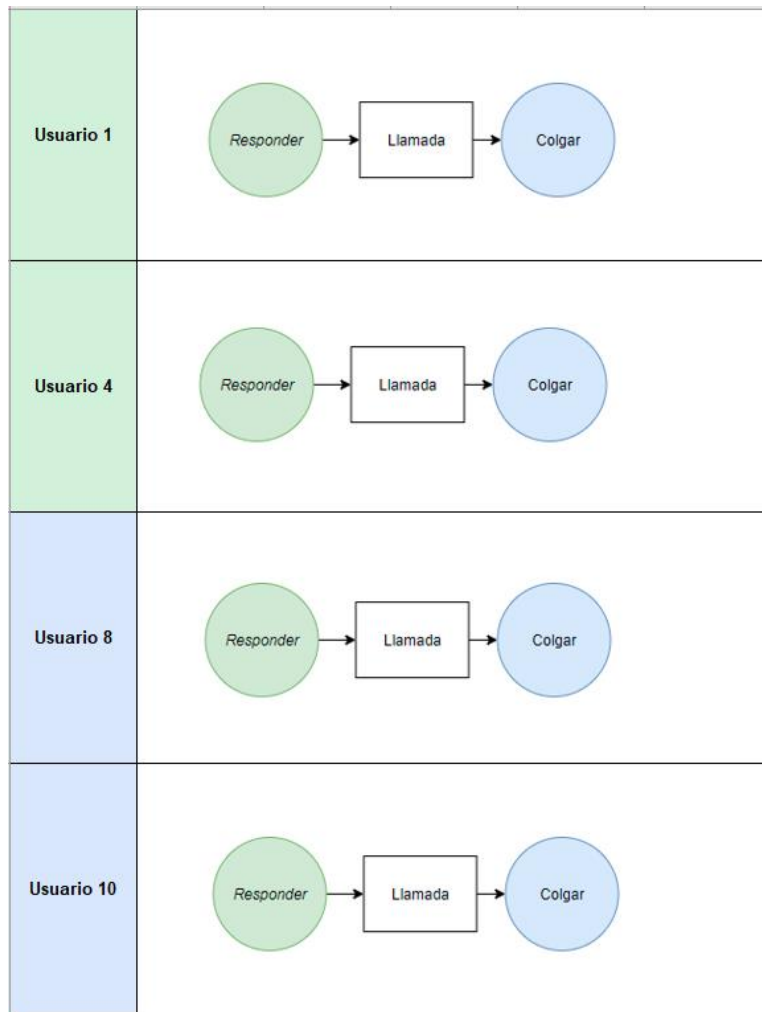 Usuario 1
Responder
Llamada
Colgar
Usuario 4
Responder
Llamada
Colgar
Usuario 8
Responder
Llamada
Colgar
Usuario 10
Responder
Llamada
Colgar